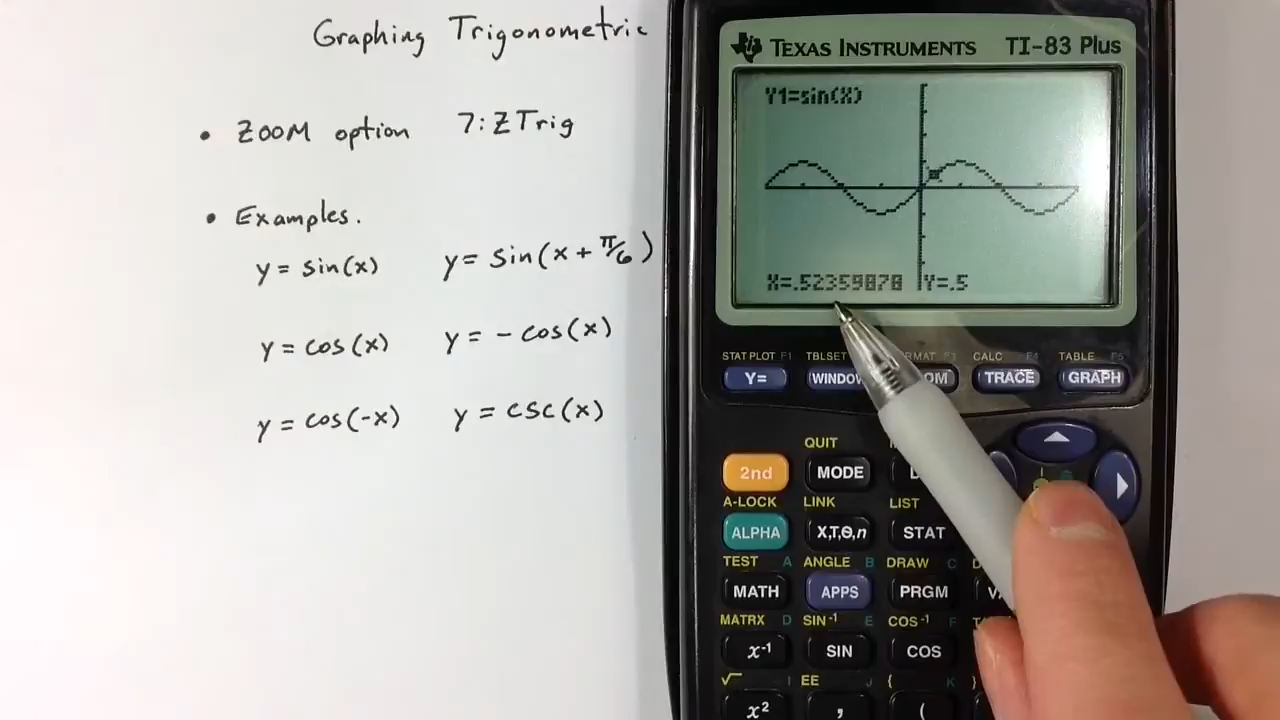 Graphing Trigonometric
• ZOOM option 7:ZTrig
• Examples.
y = sin(x) y = sin(x + π/6)
y = cos(x) y = - cos(x)
y = cos(-x) y = csc(x)
TEXAS INSTRUMENTS TI-83 Plus
Y1=sin(X)
X=.52359878 Y=.5
STAT PLOT F1 TBLSET FORMAT F3 CALC F4 TABLE F5
Y= WINDOW ZOOM TRACE GRAPH
QUIT
2nd MODE
A-LOCK LINK LIST
ALPHA X,T,Θ,n STAT
TEST A ANGLE B DRAW C
MATH APPS PRGM
MATRX D SIN⁻¹ E COS⁻¹ F
x⁻¹ SIN COS
√ I EE J { K }
x² , (